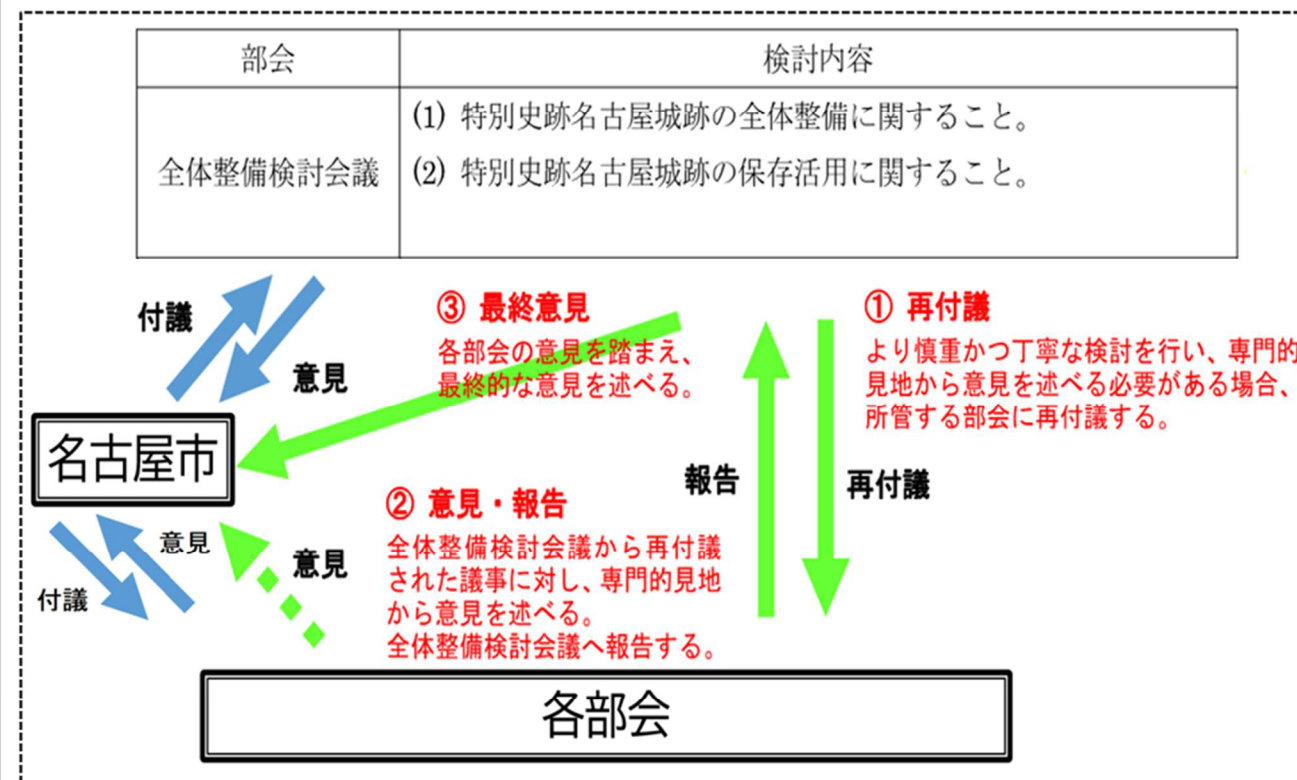 部会
検討内容
全体整備検討会議
(1) 特別史跡名古屋城跡の全体整備に関すること。
(2) 特別史跡名古屋城跡の保存活用に関すること。
付議
意見
③ 最終意見
各部会の意見を踏まえ、
最終的な意見を述べる。
① 再付議
より慎重かつ丁寧な検討を行い、専門的
見地から意見を述べる必要がある場合、
所管する部会に再付議する。
名古屋市
報告
再付議
② 意見・報告
全体整備検討会議から再付議
された議事に対し、専門的見地
から意見を述べる。
全体整備検討会議へ報告する。
意見
付議
意見
各部会